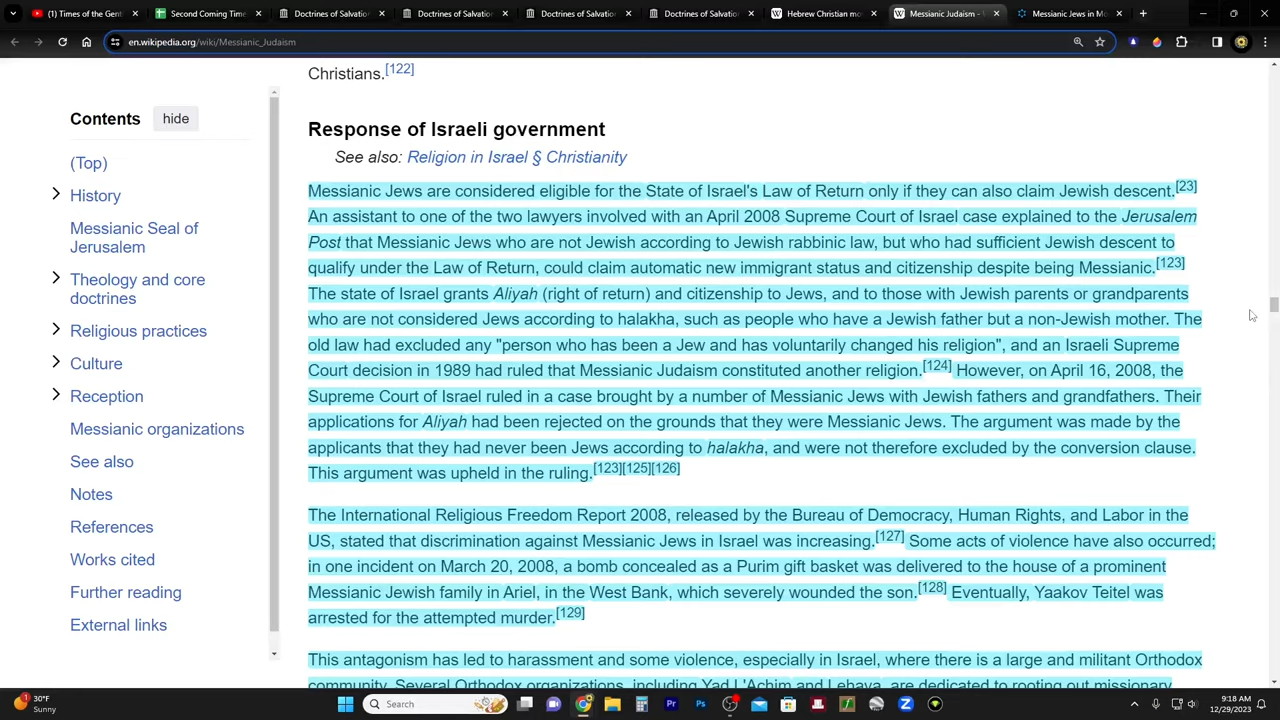 Times of the Gent
Second Coming Time
Doctrines of Salvatio
Doctrines of Salvatio
Doctrines of Salvatio
Doctrines of Salvatio
Hebrew Christian mo
Messianic Judaism -
Messianic Jews in Mo
en.wikipedia.org/wiki/Messianic_Judaism
Contents hide
(Top)
History
Messianic Seal of
Jerusalem
Theology and core
doctrines
Religious practices
Culture
Reception
Messianic organizations
See also
Notes
References
Works cited
Further reading
External links
Christians.[122]
Response of Israeli government
See also: Religion in Israel § Christianity
Messianic Jews are considered eligible for the State of Israel's Law of Return only if they can also claim Jewish descent.[23]
An assistant to one of the two lawyers involved with an April 2008 Supreme Court of Israel case explained to the Jerusalem
Post that Messianic Jews who are not Jewish according to Jewish rabbinic law, but who had sufficient Jewish descent to
qualify under the Law of Return, could claim automatic new immigrant status and citizenship despite being Messianic.[123]
The state of Israel grants Aliyah (right of return) and citizenship to Jews, and to those with Jewish parents or grandparents
who are not considered Jews according to halakha, such as people who have a Jewish father but a non-Jewish mother. The
old law had excluded any "person who has been a Jew and has voluntarily changed his religion", and an Israeli Supreme
Court decision in 1989 had ruled that Messianic Judaism constituted another religion.[124] However, on April 16, 2008, the
Supreme Court of Israel ruled in a case brought by a number of Messianic Jews with Jewish fathers and grandfathers. Their
applications for Aliyah had been rejected on the grounds that they were Messianic Jews. The argument was made by the
applicants that they had never been Jews according to halakha, and were not therefore excluded by the conversion clause.
This argument was upheld in the ruling.[123][125][126]
The International Religious Freedom Report 2008, released by the Bureau of Democracy, Human Rights, and Labor in the
US, stated that discrimination against Messianic Jews in Israel was increasing.[127] Some acts of violence have also occurred;
in one incident on March 20, 2008, a bomb concealed as a Purim gift basket was delivered to the house of a prominent
Messianic Jewish family in Ariel, in the West Bank, which severely wounded the son.[128] Eventually, Yaakov Teitel was
arrested for the attempted murder.[129]
This antagonism has led to harassment and some violence, especially in Israel, where there is a large and militant Orthodox
community. Several Orthodox organizations, including Yad L'Achim and Lehava, are dedicated to rooting out missionary
30°F
Sunny
Search
9:18 AM
12/29/2023